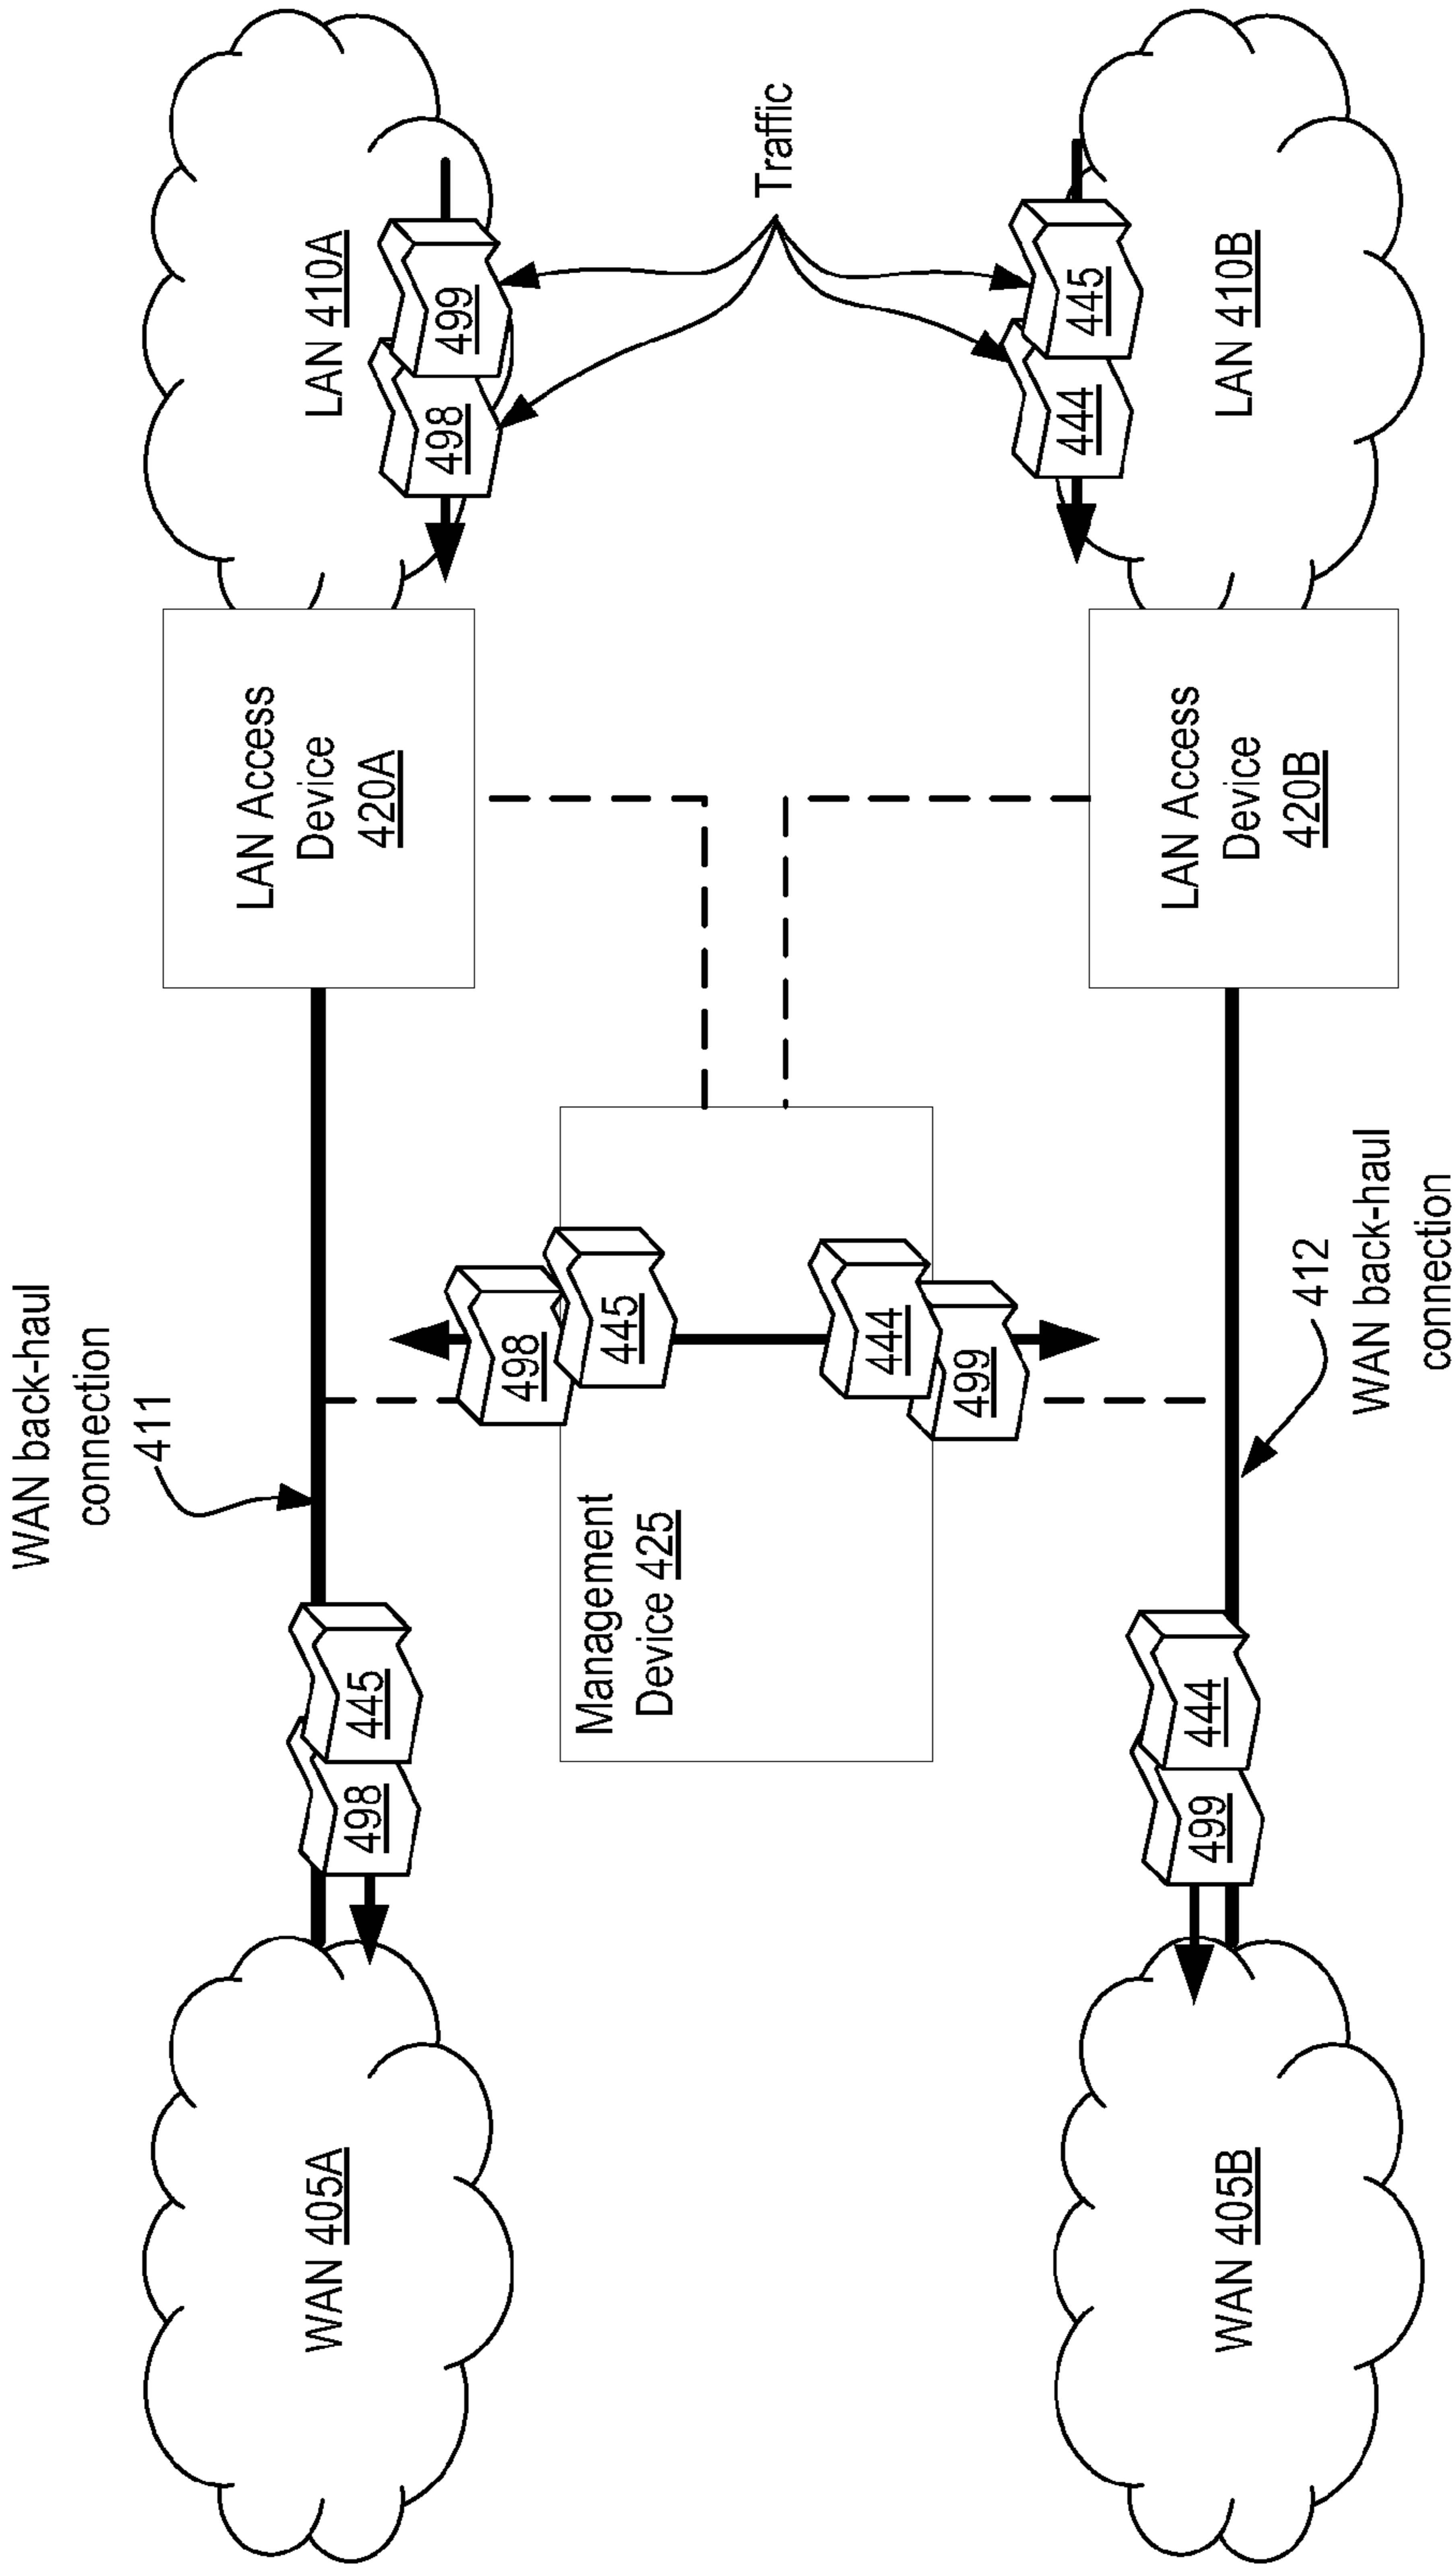 WAN back-haul
connection
411
WAN 405A
498
445
LAN Access
Device
420A
LAN 410A
498
499
Management
Device 425
498
445
444
499
Traffic
444
445
WAN 405B
499
444
LAN Access
Device
420B
LAN 410B
412
WAN back-haul
connection